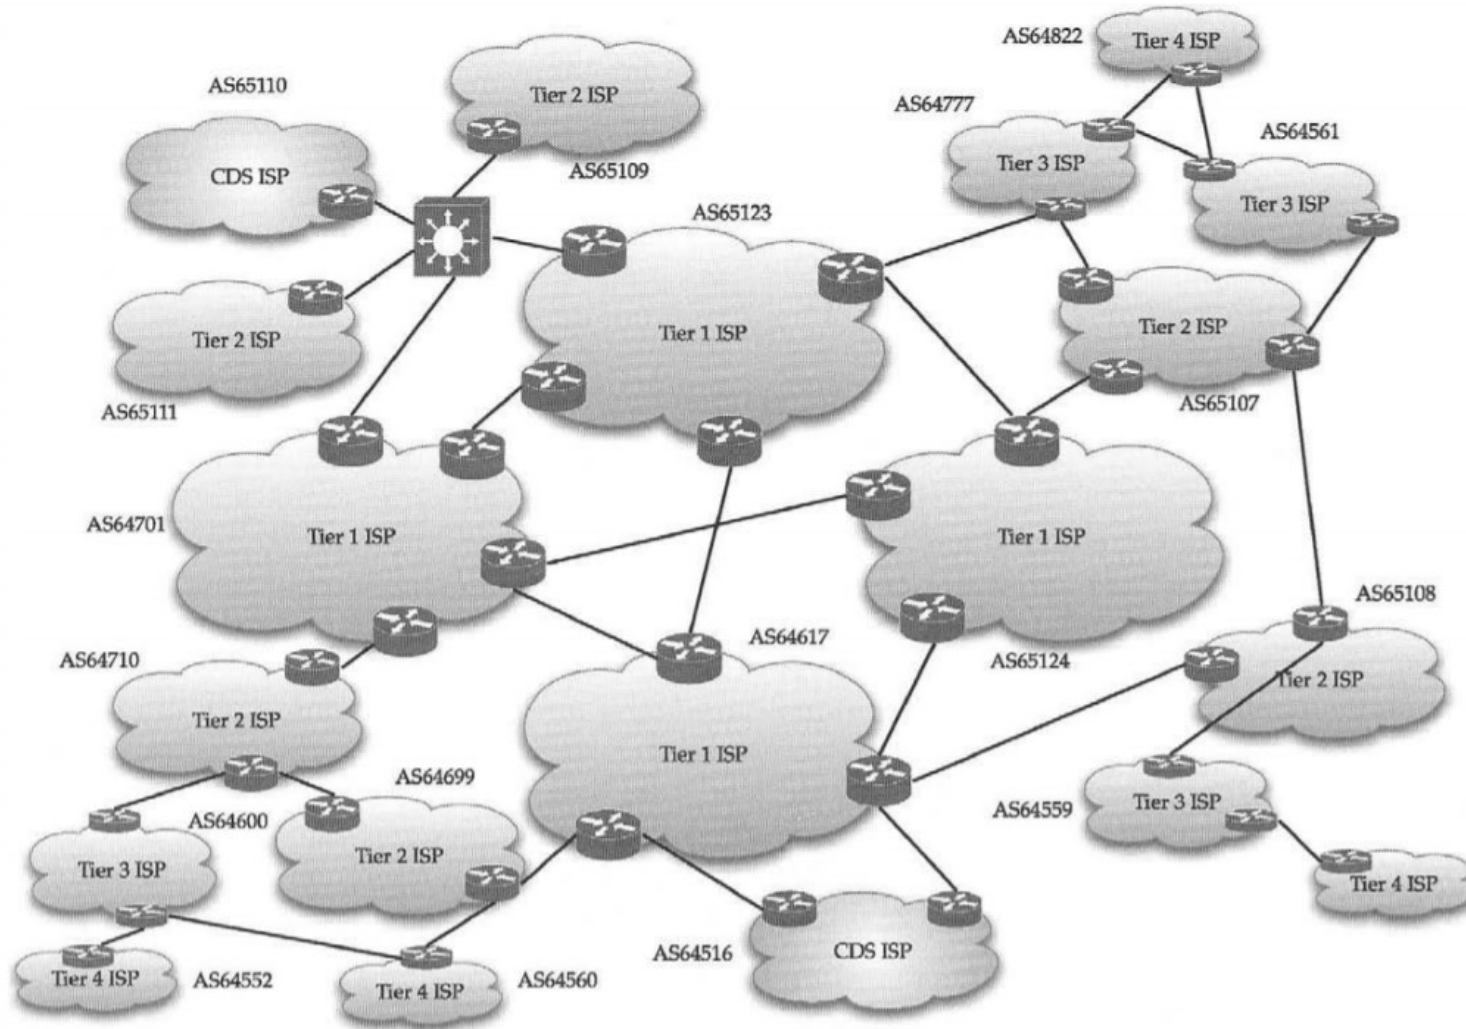 AS64822
Tier 4 ISP
AS65110
Tier 2 ISP
AS64777
AS64561
CDS ISP
Tier 3 ISP
AS65109
AS65123
Tier 3 ISP
Tier 2 ISP
Tier 1 ISP
Tier 2 ISP
AS65111
AS65107
AS64701
Tier 1 ISP
Tier 1 ISP
AS65108
AS64710
AS64617
AS65124
Tier 2 ISP
Tier 2 ISP
Tier 1 ISP
AS64699
AS64559
Tier 3 ISP
AS64600
Tier 2 ISP
Tier 3 ISP
Tier 4 ISP
AS64516
CDS ISP
Tier 4 ISP
AS64552
Tier 4 ISP
AS64560